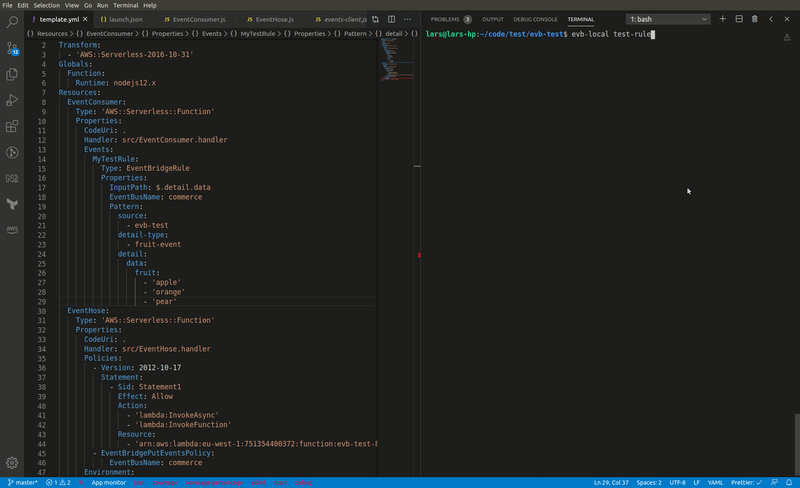 File Edit Selection View Go Run Terminal Help
template.yml
launch.json
EventConsumer.js
EventHose.js
events-client.j
PROBLEMS 3 OUTPUT DEBUG CONSOLE TERMINAL 1: bash
Resources > EventConsumer > Properties > Events > MyTestRule > Properties > Pattern > detail >
lars@lars-hp:~/code/test/evb-test$ evb-local test-rule
2 Transform:
3 - 'AWS::Serverless-2016-10-31'
4 Globals:
5 Function:
6 Runtime: nodejs12.x
7 Resources:
8 EventConsumer:
9 Type: 'AWS::Serverless::Function'
10 Properties:
11 CodeUri: .
12 Handler: src/EventConsumer.handler
13 Events:
14 MyTestRule:
15 Type: EventBridgeRule
16 Properties:
17 InputPath: $.detail.data
18 EventBusName: commerce
19 Pattern:
20 source:
21 - evb-test
22 detail-type:
23 - fruit-event
24 detail:
25 data:
26 fruit:
27 - 'apple'
28 - 'orange'
29 - 'pear'
30 EventHose:
31 Type: 'AWS::Serverless::Function'
32 Properties:
33 CodeUri: .
34 Handler: src/EventHose.handler
35 Policies:
36 - Version: 2012-10-17
37 Statement:
38 - Sid: Statement1
39 Effect: Allow
40 Action:
41 - 'lambda:InvokeAsync'
42 - 'lambda:InvokeFunction'
43 Resource:
44 - 'arn:aws:lambda:eu-west-1:751354400372:function:evb-test-E
45 - EventBridgePutEventsPolicy:
46 EventBusName: commerce
47 Environment:
12
aws
master* 1 2 App monitor
Ln 29, Col 37 Spaces: 2 UTF-8 LF YAML Prettier: